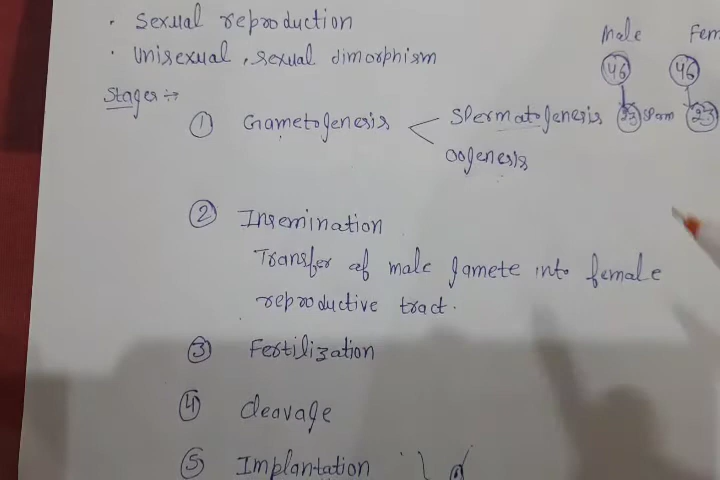 · Sexual reproduction
· Unisexual, sexual dimorphism
Male Fem
46 46
Stages :-
① Gametogenesis < Spermatogenesis 23 Spam 23
oogenesis
② Insemination
Transfer of male gamete into female
reproductive tract.
③ Fertilization
④ cleavage
⑤ Implantation